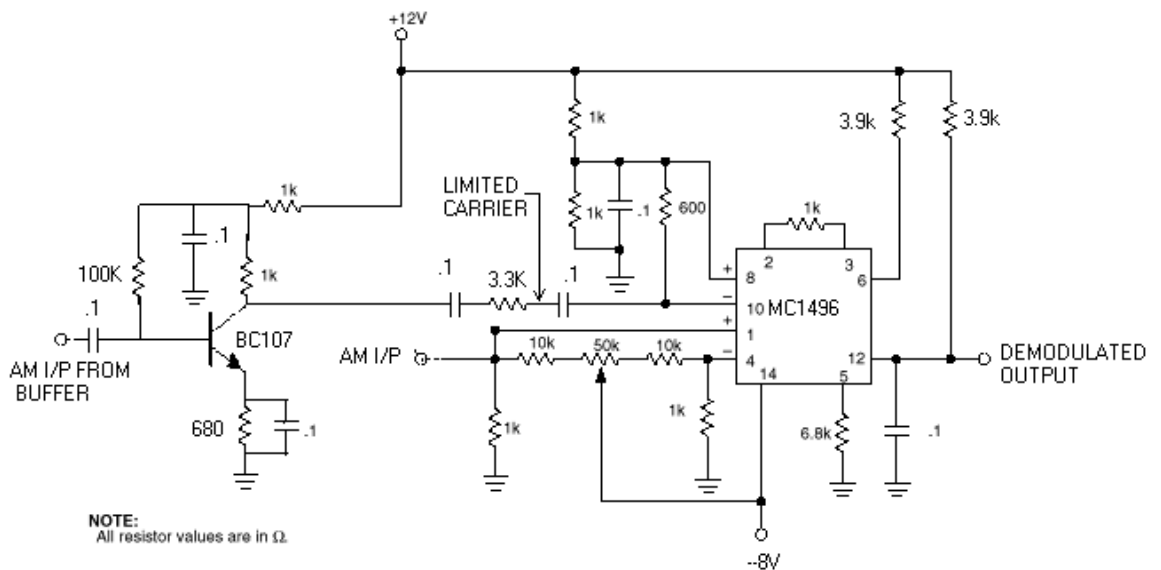 +12V
1k
3.9k
3.9k
LIMITED
CARRIER
1k
1k
.1
600
1k
.1
100K
1k
.1
3.3K
.1
+
8
2
3
6
.1
BC107
−
10
MC1496
+
1
AM I/P
10k
50k
10k
−
4
12
14
5
DEMODULATED
OUTPUT
AM I/P FROM
BUFFER
680
.1
1k
1k
6.8k
.1
NOTE:
All resistor values are in Ω.
--8V